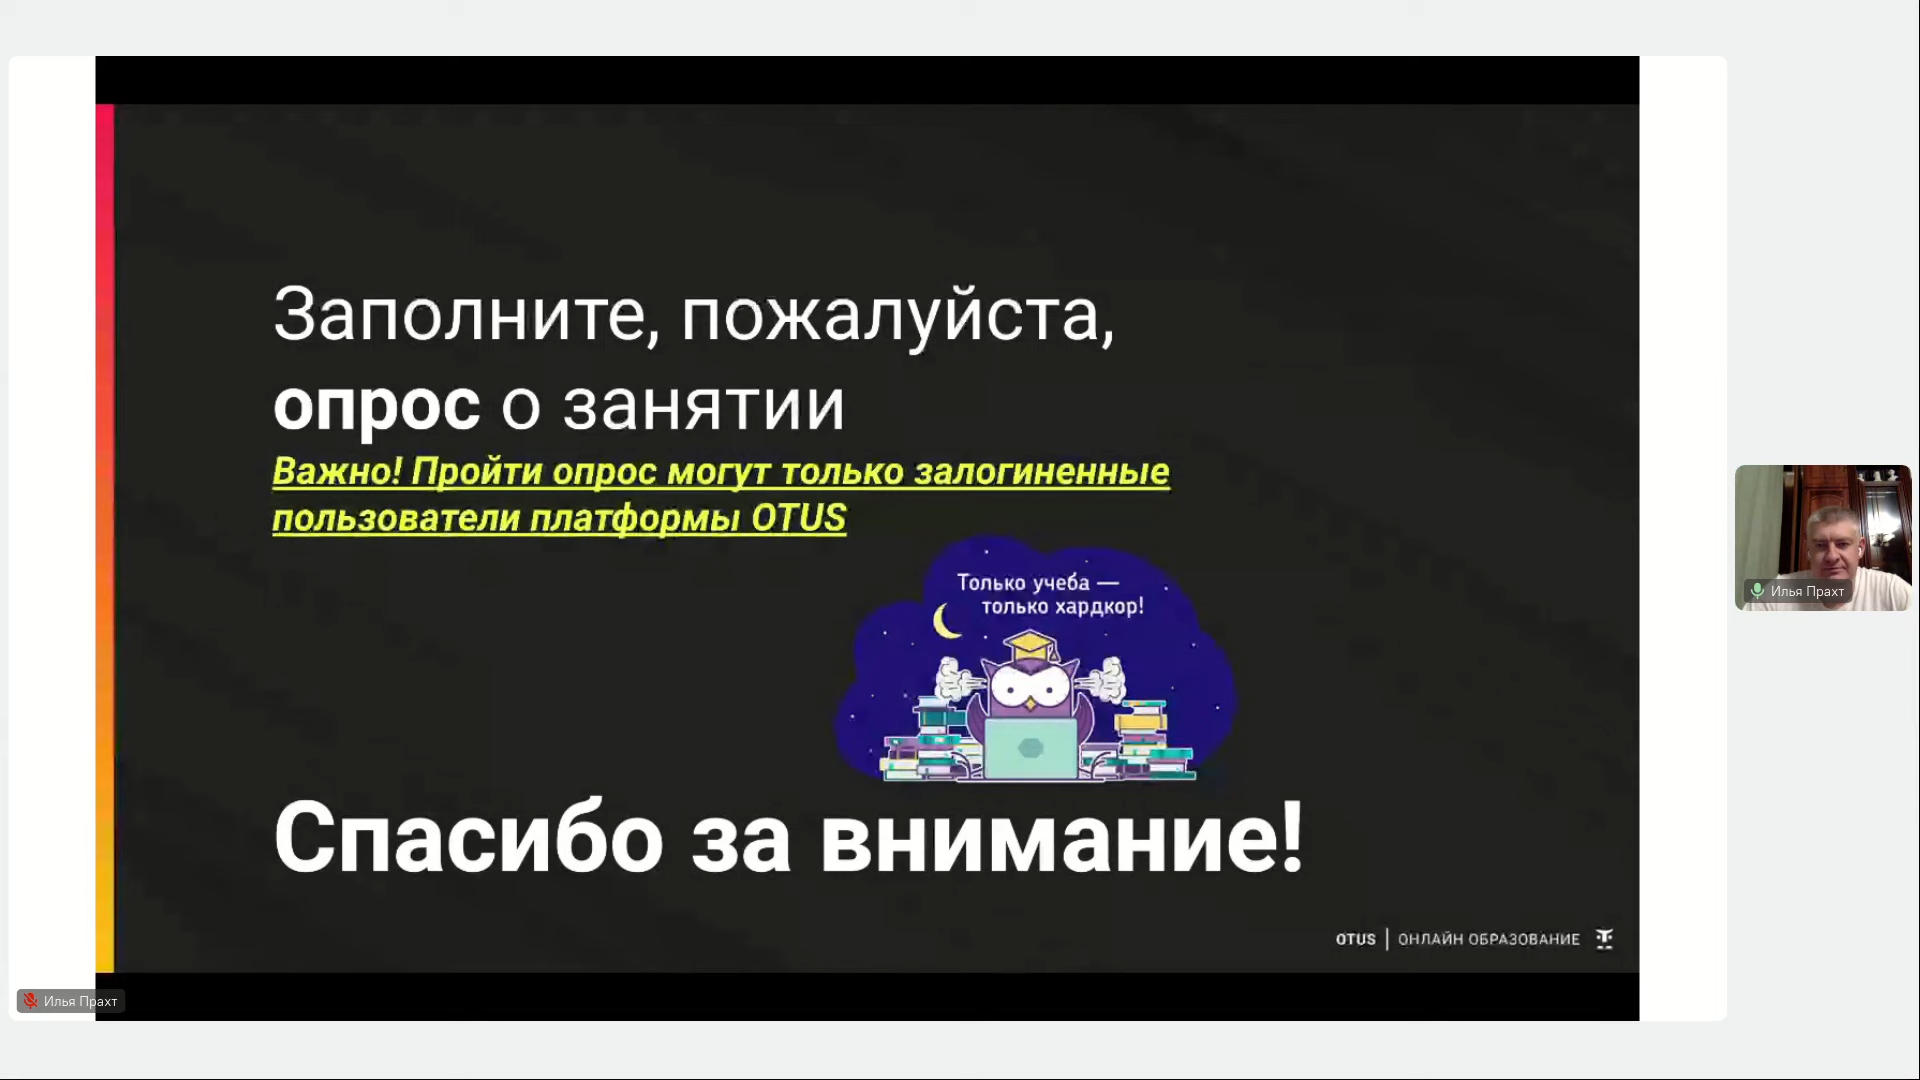 Заполните, пожалуйста,
опрос о занятии
Важно! Пройти опрос могут только залогиненные
пользователи платформы OTUS
Только учеба —
только хардкор!
Спасибо за внимание!
OTUS | ОНЛАЙН ОБРАЗОВАНИЕ
Илья Прахт
Илья Прахт